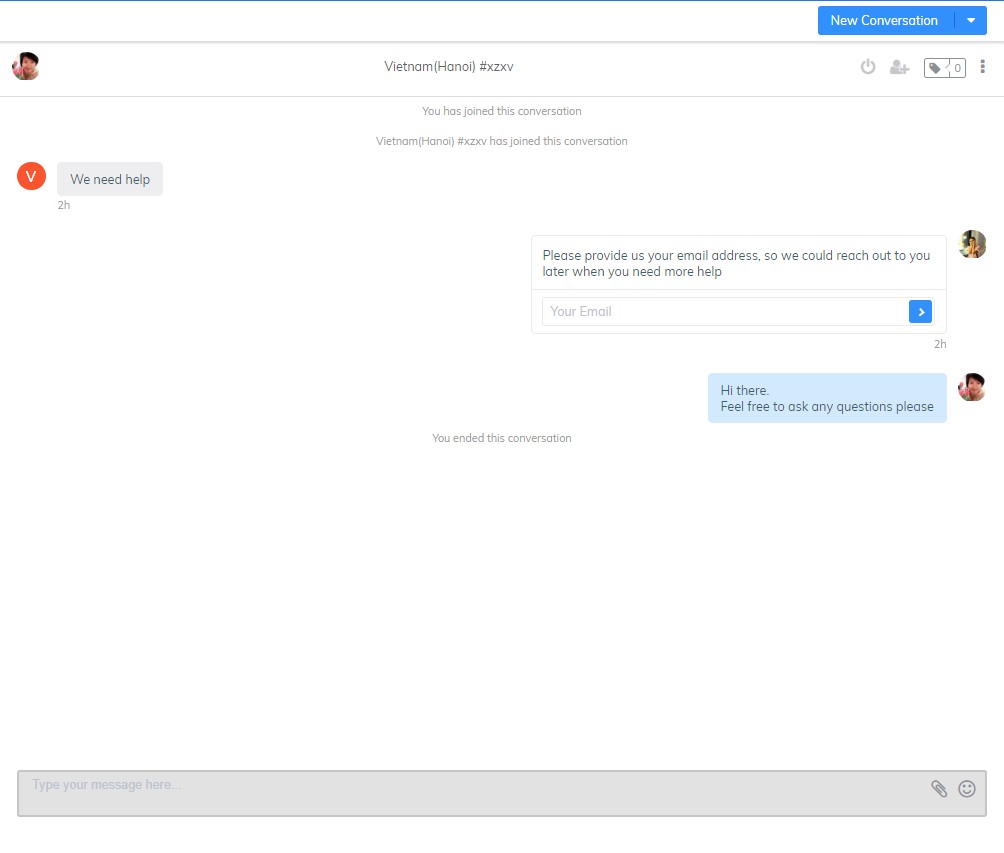 New Conversation
Vietnam(Hanoi) #xzxv
0
You has joined this conversation
Vietnam(Hanoi) #xzxv has joined this conversation
V
We need help
2h
Please provide us your email address, so we could reach out to you
later when you need more help
Your Email
2h
Hi there.
Feel free to ask any questions please
You ended this conversation
Type your message here...